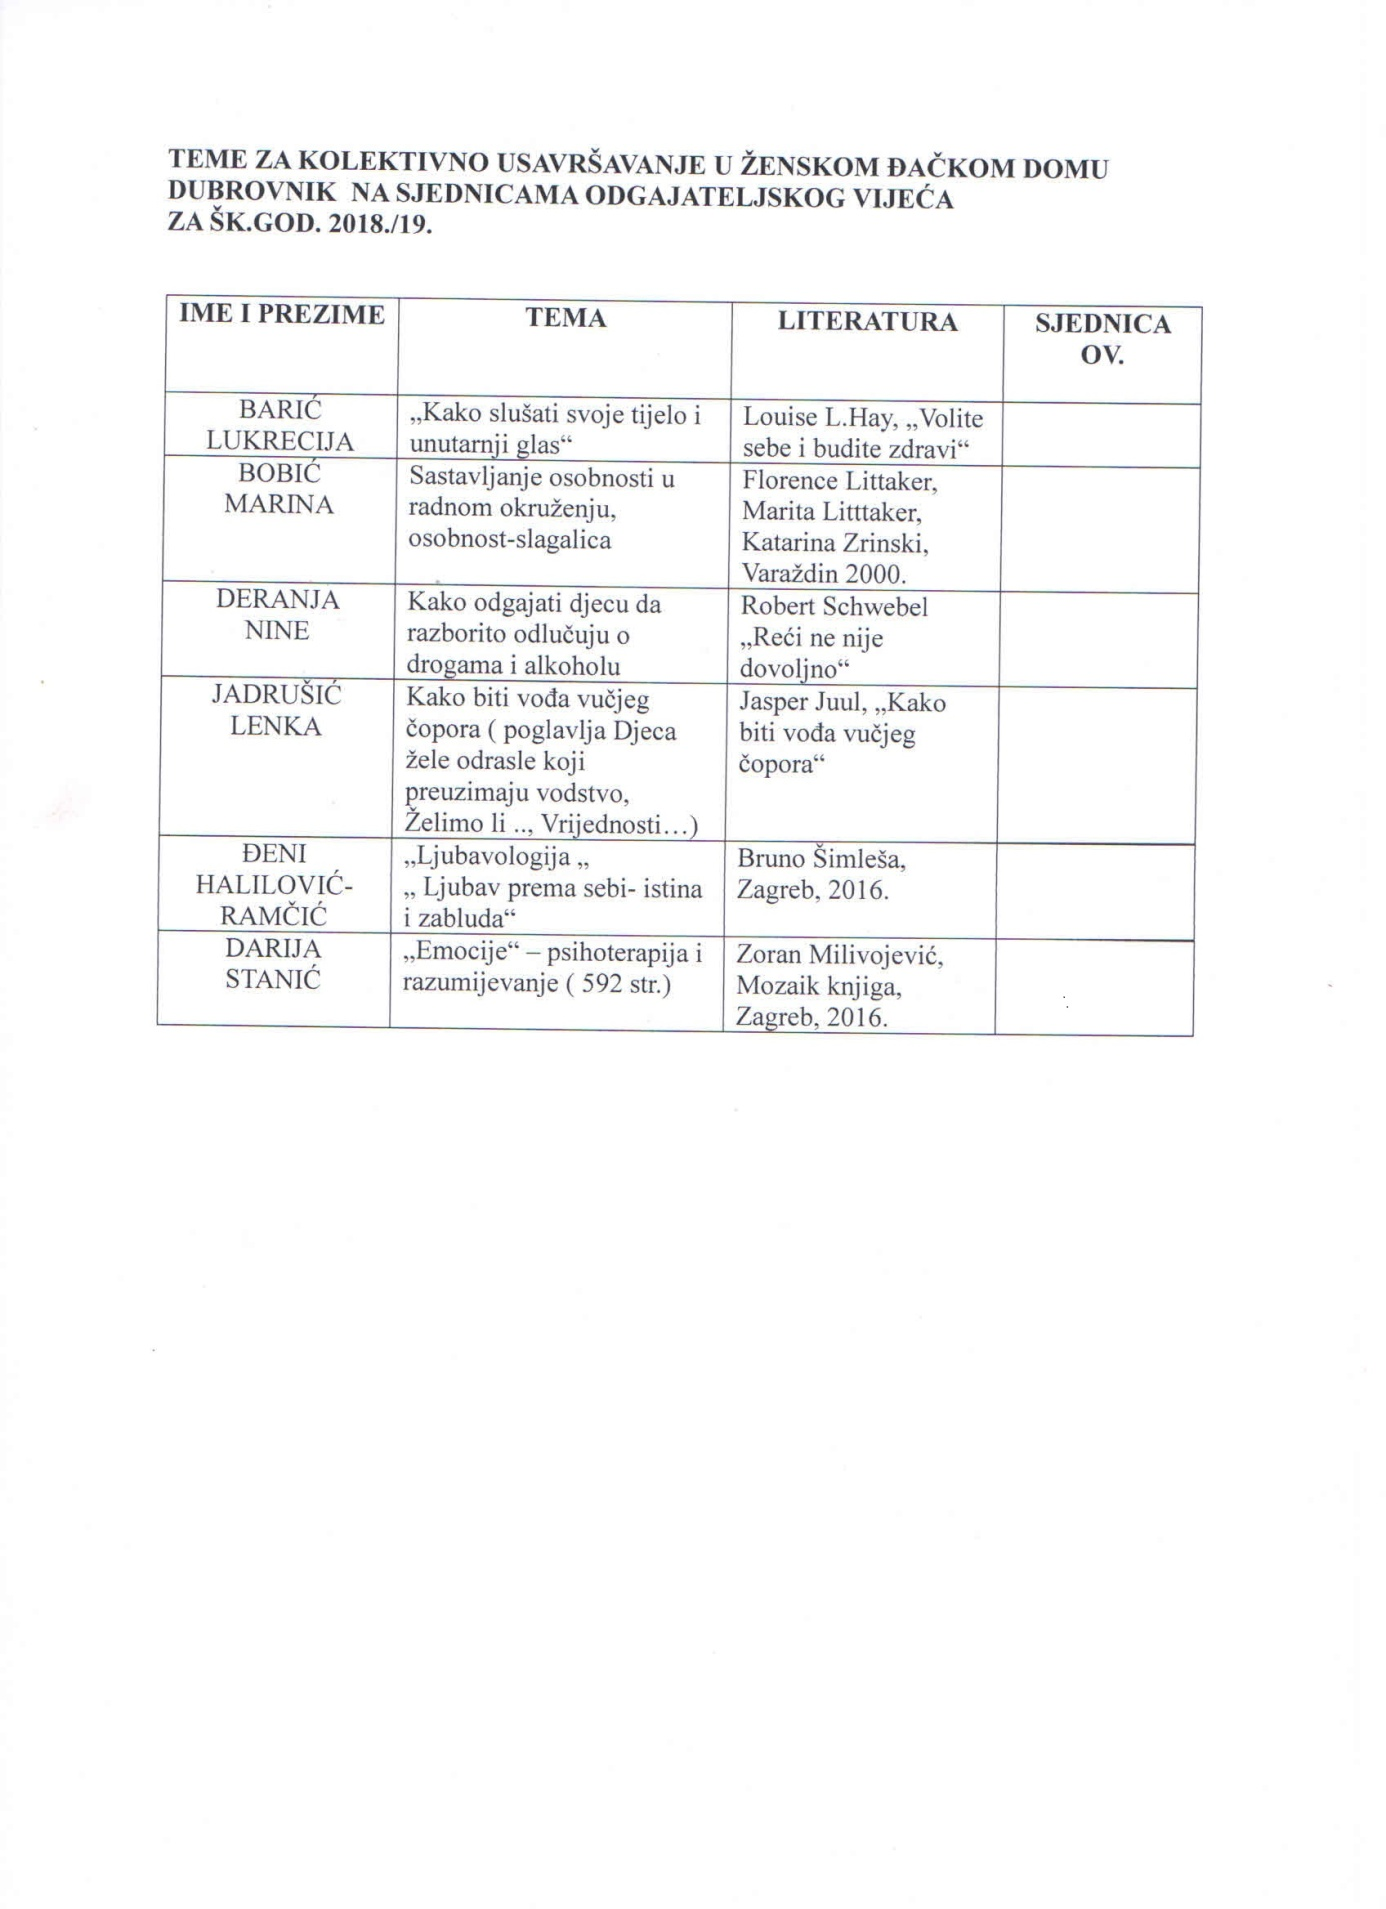 TEME ZA KOLEKTIVNO USAVRŠAVANJE U ŽENSKOM ĐAČKOM DOMU
DUBROVNIK NA SJEDNICAMA ODGAJATELJSKOG VIJEĆA
ZA ŠK.GOD. 2018./19.
IME I PREZIME
TEMA
LITERATURA
SJEDNICA
OV.
BARIĆ
LUKRECIJA
„Kako slušati svoje tijelo i
unutarnji glas“
Louise L.Hay, „Volite
sebe i budite zdravi“
BOBIĆ
MARINA
Sastavljanje osobnosti u
radnom okruženju,
osobnost-slagalica
Florence Littaker,
Marita Litttaker,
Katarina Zrinski,
Varaždin 2000.
DERANJA
NINE
Kako odgajati djecu da
razborito odlučuju o
drogama i alkoholu
Robert Schwebel
„Reći ne nije
dovoljno“
JADRUŠIĆ
LENKA
Kako biti vođa vučjeg
čopora ( poglavlja Djeca
žele odrasle koji
preuzimaju vodstvo,
Želimo li .., Vrijednosti...)
Jasper Juul, „Kako
biti vođa vučjeg
čopora“
ĐENI
HALILOVIĆ-
RAMČIĆ
„Ljubavologija „
„ Ljubav prema sebi- istina
i zabluda“
Bruno Šimleša,
Zagreb, 2016.
DARIJA
STANIĆ
„Emocije“ – psihoterapija i
razumijevanje ( 592 str.)
Zoran Milivojević,
Mozaik knjiga,
Zagreb, 2016.